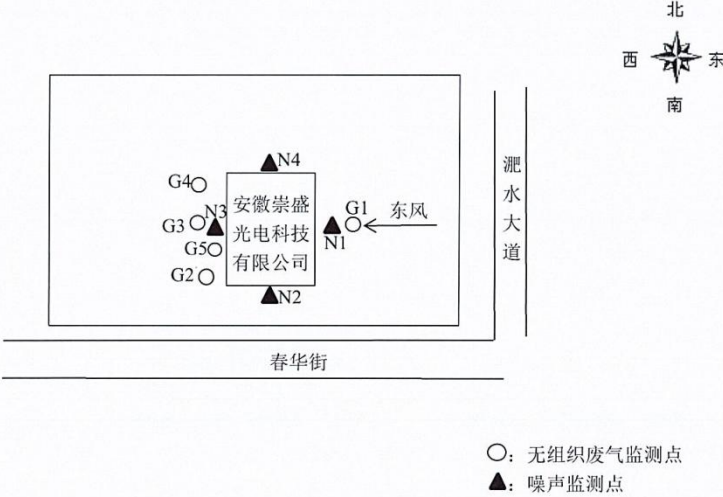 北
西
东
南
N4
G4
N3
G3
G5
G2
安徽崇盛
光电科技
有限公司
G1
N1
东风
N2
淝水大道
春华街
○：无组织废气监测点
▲：噪声监测点